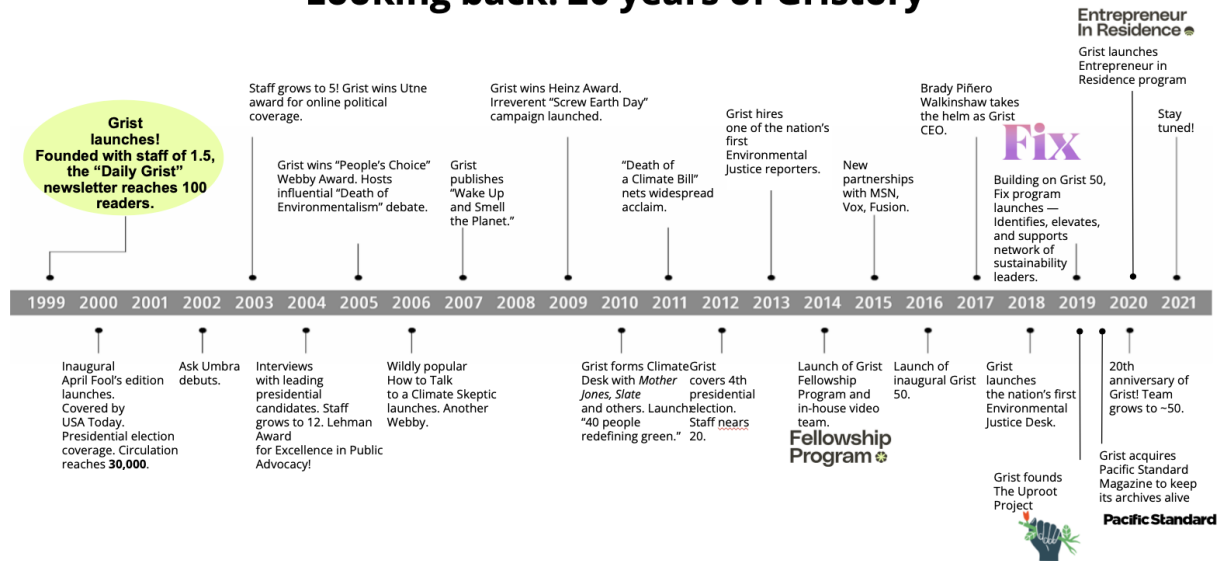 Looking back: 20 years of Gristory
Entrepreneur
In Residence
Grist launches
Entrepreneur in
Residence program
Staff grows to 5! Grist wins Utne
award for online political
coverage.
Grist wins Heinz Award.
Irreverent “Screw Earth Day”
campaign launched.
Brady Piñero
Walkinshaw takes
the helm as Grist
CEO.
Grist hires
one of the nation’s
first
Environmental
Justice reporters.
Stay
tuned!
Grist
launches!
Founded with staff of 1.5,
the “Daily Grist”
newsletter reaches 100
readers.
Fix
Grist wins “People’s Choice”
Webby Award. Hosts
influential “Death of
Environmentalism” debate.
Grist
publishes
“Wake Up
and Smell
the Planet.”
“Death of
a Climate Bill”
nets widespread
acclaim.
New
partnerships
with MSN,
Vox, Fusion.
Building on Grist 50,
Fix program
launches —
Identifies, elevates,
and supports
network of
sustainability
leaders.
1999 2000 2001 2002 2003 2004 2005 2006 2007 2008 2009 2010 2011 2012 2013 2014 2015 2016 2017 2018 2019 2020 2021
Inaugural
April Fool’s edition
launches.
Covered by
USA Today.
Presidential election
coverage. Circulation
reaches 30,000.
Ask Umbra
debuts.
Interviews
with leading
presidential
candidates. Staff
grows to 12. Lehman
Award
for Excellence in Public
Advocacy!
Wildly popular
How to Talk
to a Climate Skeptic
launches. Another
Webby.
Grist forms Climate
Desk with Mother
Jones, Slate
and others. Launch
“40 people
redefining green.”
Grist
covers 4th
presidential
election.
Staff nears
20.
Launch of Grist
Fellowship
Program and
in-house video
team.
Fellowship
Program
Launch of
inaugural Grist
50.
Grist
launches
the nation’s first
Environmental
Justice Desk.
20th
anniversary of
Grist! Team
grows to ~50.
Grist founds
The Uproot
Project
Grist acquires
Pacific Standard
Magazine to keep
its archives alive
Pacific Standard